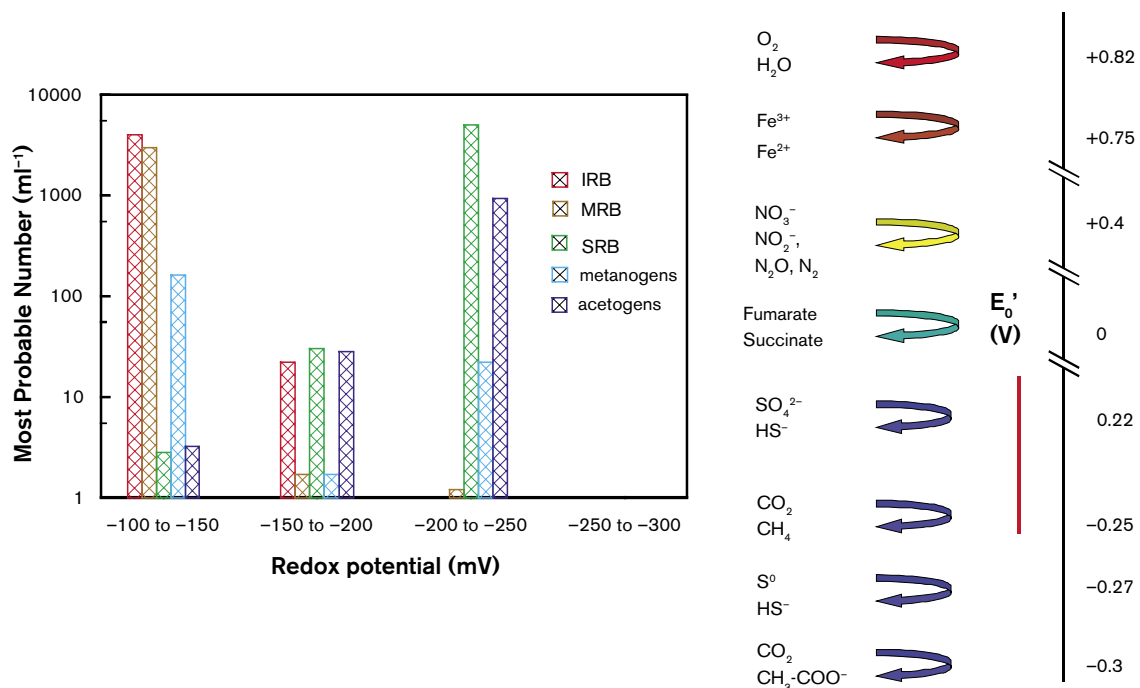 Most Probable Number (ml⁻¹)
10000
1000
100
10
1
IRB
MRB
SRB
metanogens
acetogens
−100 to −150
−150 to −200
−200 to −250
−250 to −300
Redox potential (mV)
O₂
H₂O
+0.82
Fe³⁺
Fe²⁺
+0.75
NO₃⁻
NO₂⁻,
N₂O, N₂
+0.4
Fumarate
Succinate
E₀’
(V)
0
SO₄²⁻
HS⁻
0.22
CO₂
CH₄
−0.25
S⁰
HS⁻
−0.27
CO₂
CH₃-COO⁻
−0.3